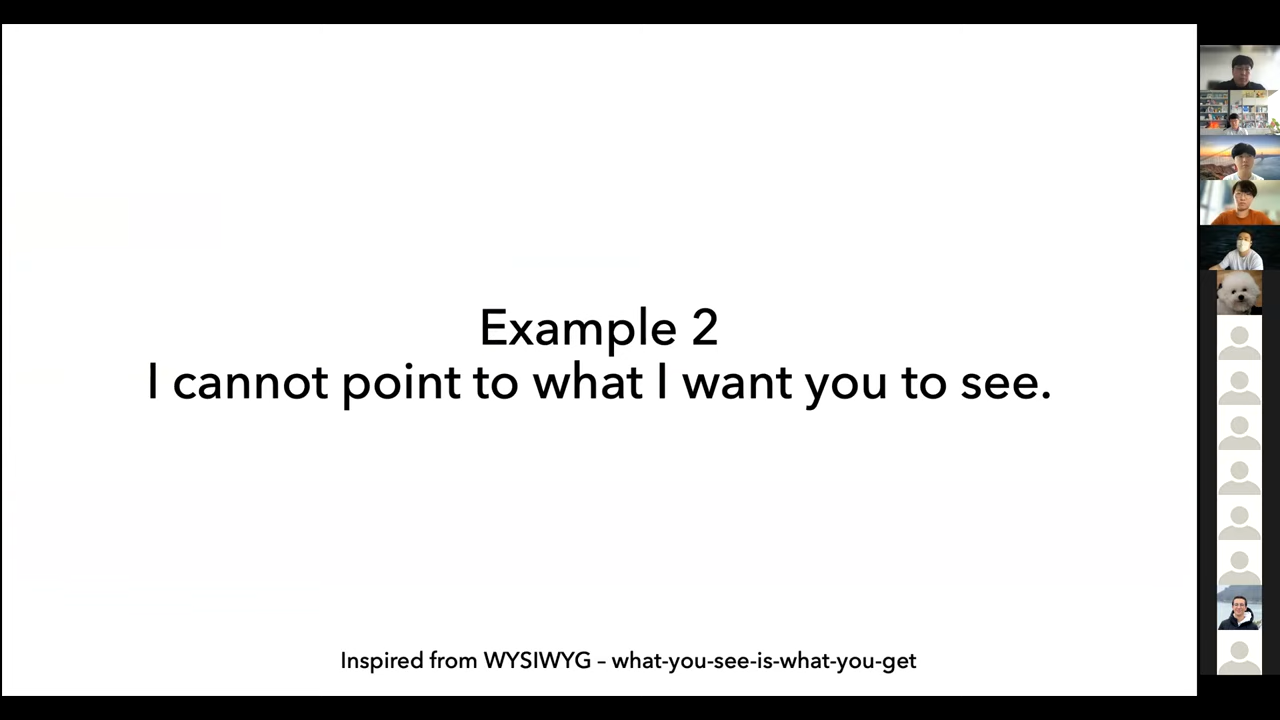 Example 2
I cannot point to what I want you to see.
Inspired from WYSIWYG – what-you-see-is-what-you-get